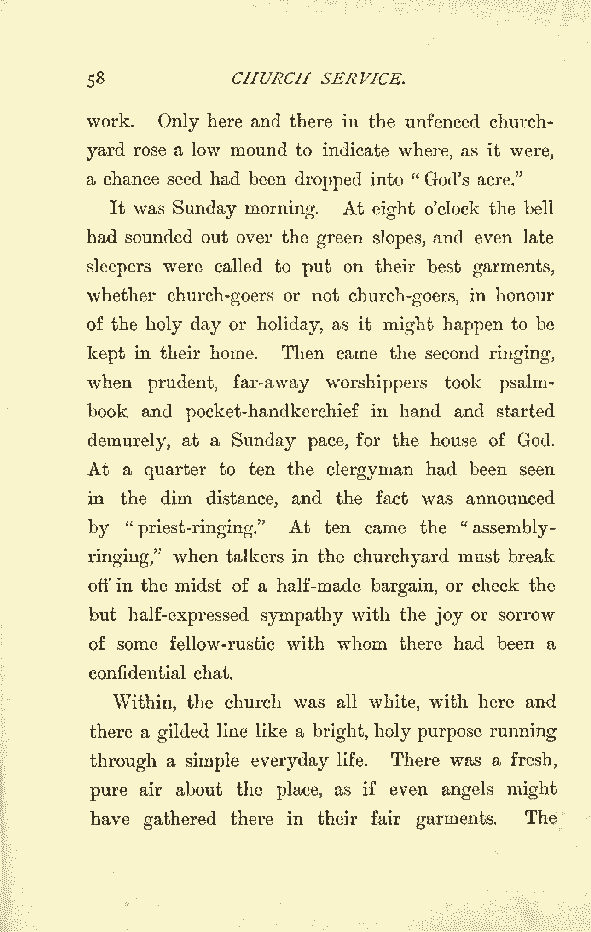 58 CHURCH SERVICE.
work. Only here and there in the unfenced church-
yard rose a low mound to indicate where, as it were,
a chance seed had been dropped into “God’s acre.”
It was Sunday morning. At eight o’clock the bell
had sounded out over the green slopes, and even late
sleepers were called to put on their best garments,
whether church-goers or not church-goers, in honour
of the holy day or holiday, as it might happen to be
kept in their home. Then came the second ringing,
when prudent, far-away worshippers took psalm-
book and pocket-handkerchief in hand and started
demurely, at a Sunday pace, for the house of God.
At a quarter to ten the clergyman had been seen
in the dim distance, and the fact was announced
by “priest-ringing.” At ten came the “assembly-
ringing,” when talkers in the churchyard must break
off in the midst of a half-made bargain, or check the
but half-expressed sympathy with the joy or sorrow
of some fellow-rustic with whom there had been a
confidential chat.
Within, the church was all white, with here and
there a gilded line like a bright, holy purpose running
through a simple everyday life. There was a fresh,
pure air about the place, as if even angels might
have gathered there in their fair garments. The